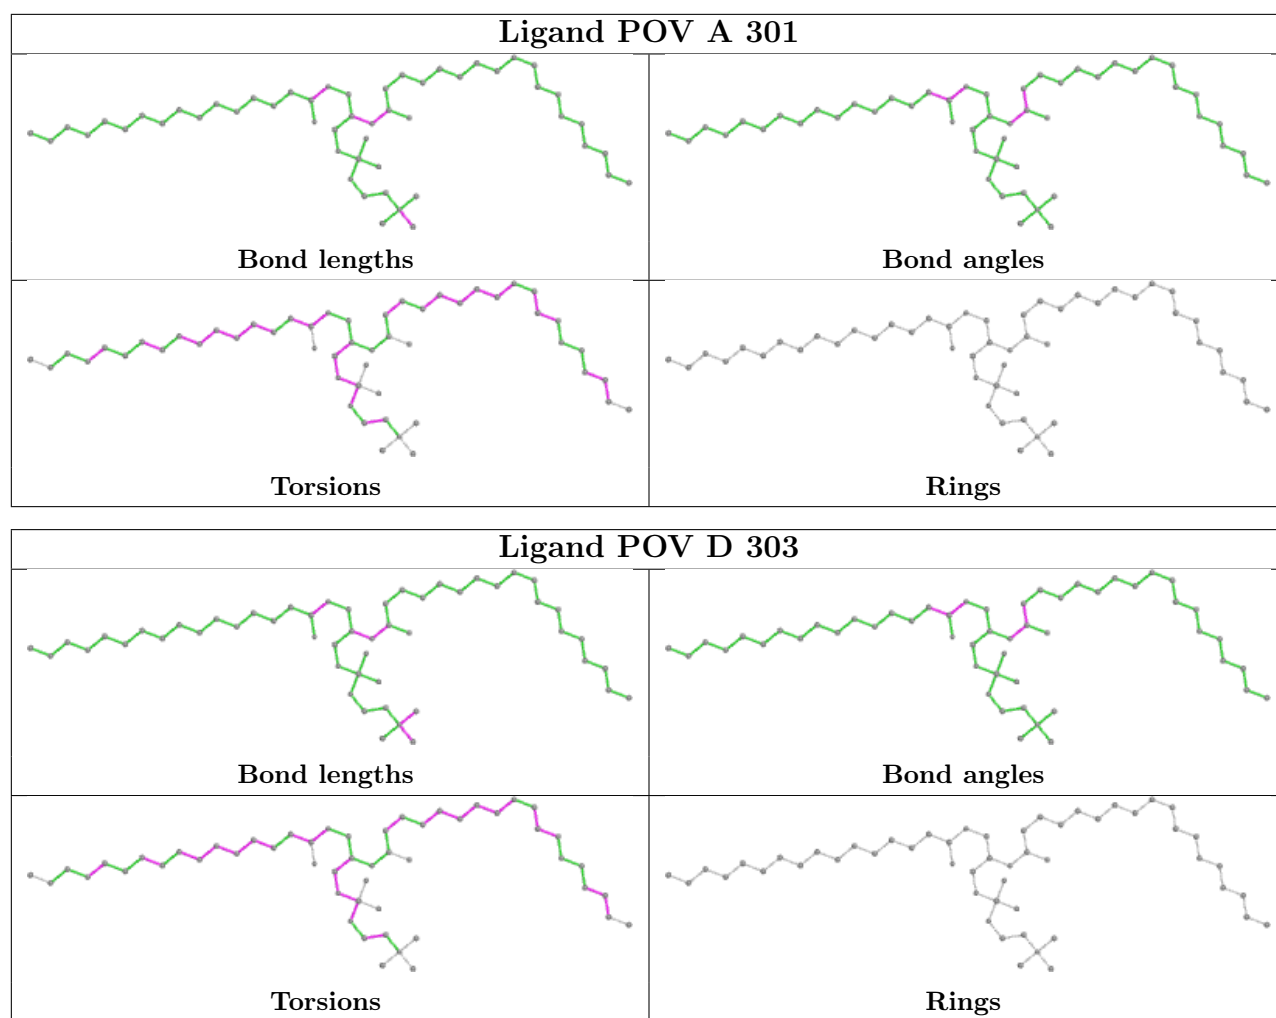 Ligand POV A 301
Bond lengths
Bond angles
Torsions
Rings
Ligand POV D 303
Bond lengths
Bond angles
Torsions
Rings